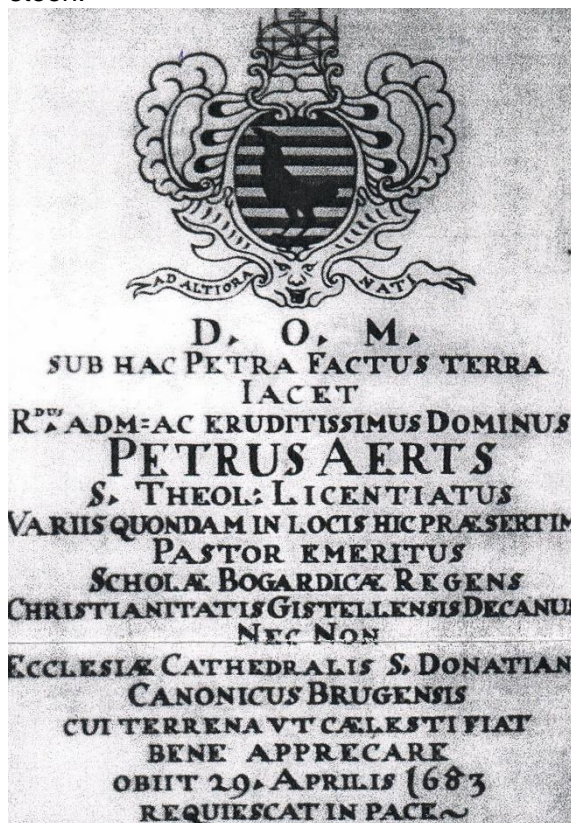 AD ALTIORA NATI
D. O. M.
SUB HAC PETRA FACTUS TERRA
IACET
R.DUS ADM=AC ERUDITISSIMUS DOMINUS
PETRUS AERTS
S. THEOL: LICENTIATUS
VARIIS QUONDAM IN LOCIS HIC PRÆSERTIM
PASTOR EMERITUS
SCHOLÆ BOGARDICÆ REGENS
CHRISTIANITATIS GISTELLENSIS DECANUS
NEC NON
ECCLESIÆ CATHEDRALIS S. DONATIAN
CANONICUS BRUGENSIS
CUI TERRENA VT CÆLESTI FIAT
BENE APPRECARE
OBIIT 29. APRILIS 1683
REQUIESCAT IN PACE~